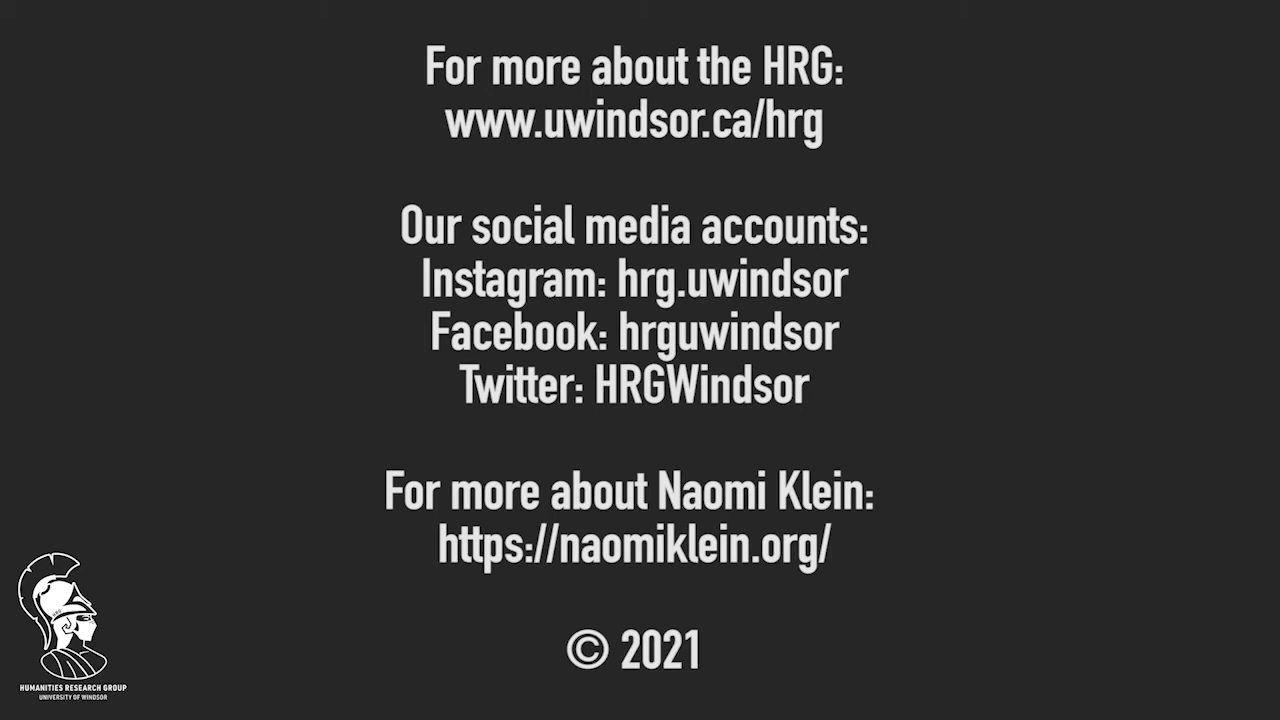 For more about the HRG:
www.uwindsor.ca/hrg
Our social media accounts:
Instagram: hrg.uwindsor
Facebook: hrguwindsor
Twitter: HRGWindsor
For more about Naomi Klein:
https://naomiklein.org/
© 2021
HRG
HUMANITIES RESEARCH GROUP
UNIVERSITY OF WINDSOR